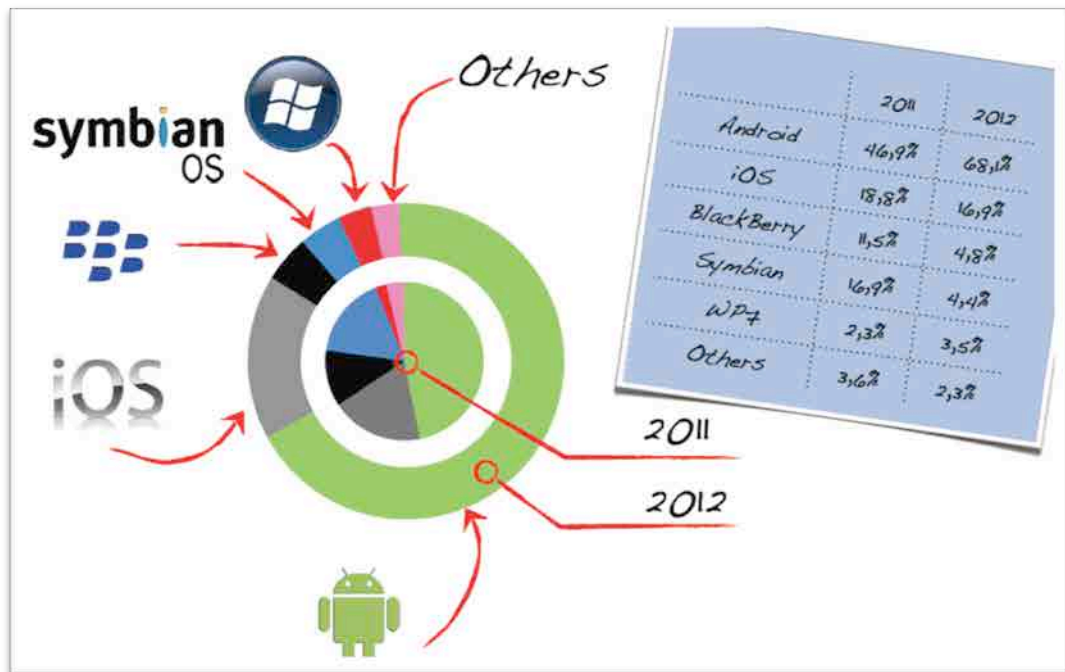 Others
symbian
OS
iOS
2011
2012
2011 2012
Android 46,9% 68,1%
iOS 18,8% 16,9%
BlackBerry 11,5% 4,8%
Symbian 16,9% 4,4%
WP7 2,3% 3,5%
Others 3,6% 2,3%